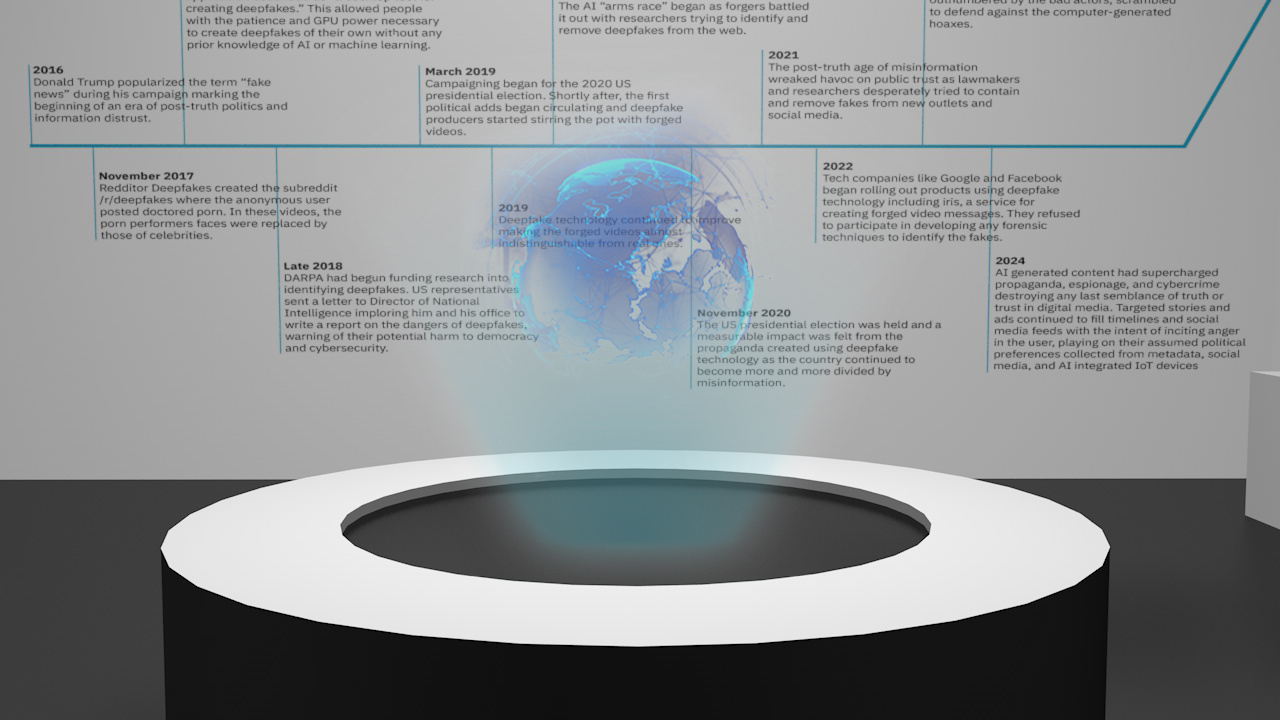 creating deepfakes.” This allowed people
with the patience and GPU power necessary
to create deepfakes of their own without any
prior knowledge of AI or machine learning.
The AI “arms race” began as forgers battled
it out with researchers trying to identify and
remove deepfakes from the web.
outnumbered by the bad actors, scrambled
to defend against the computer-generated
hoaxes.
2016
Donald Trump popularized the term “fake
news” during his campaign marking the
beginning of an era of post-truth politics and
information distrust.
March 2019
Campaigning began for the 2020 US
presidential election. Shortly after, the first
political adds began circulating and deepfake
producers started stirring the pot with forged
videos.
2021
The post-truth age of misinformation
wreaked havoc on public trust as lawmakers
and researchers desperately tried to contain
and remove fakes from new outlets and
social media.
November 2017
Redditor Deepfakes created the subreddit
/r/deepfakes where the anonymous user
posted doctored porn. In these videos, the
porn performers faces were replaced by
those of celebrities.
Late 2018
DARPA had begun funding research into
identifying deepfakes. US representatives
sent a letter to Director of National
Intelligence imploring him and his office to
write a report on the dangers of deepfakes,
warning of their potential harm to democracy
and cybersecurity.
2019
Deepfake technology continued to improve
making the forged videos almost
indistinguishable from real ones.
November 2020
The US presidential election was held and a
measurable impact was felt from the
propaganda created using deepfake
technology as the country continued to
become more and more divided by
misinformation.
2022
Tech companies like Google and Facebook
began rolling out products using deepfake
technology including iris, a service for
creating forged video messages. They refused
to participate in developing any forensic
techniques to identify the fakes.
2024
AI generated content had supercharged
propaganda, espionage, and cybercrime
destroying any last semblance of truth or
trust in digital media. Targeted stories and
ads continued to fill timelines and social
media feeds with the intent of inciting anger
in the user, playing on their assumed political
preferences collected from metadata, social
media, and AI integrated IoT devices